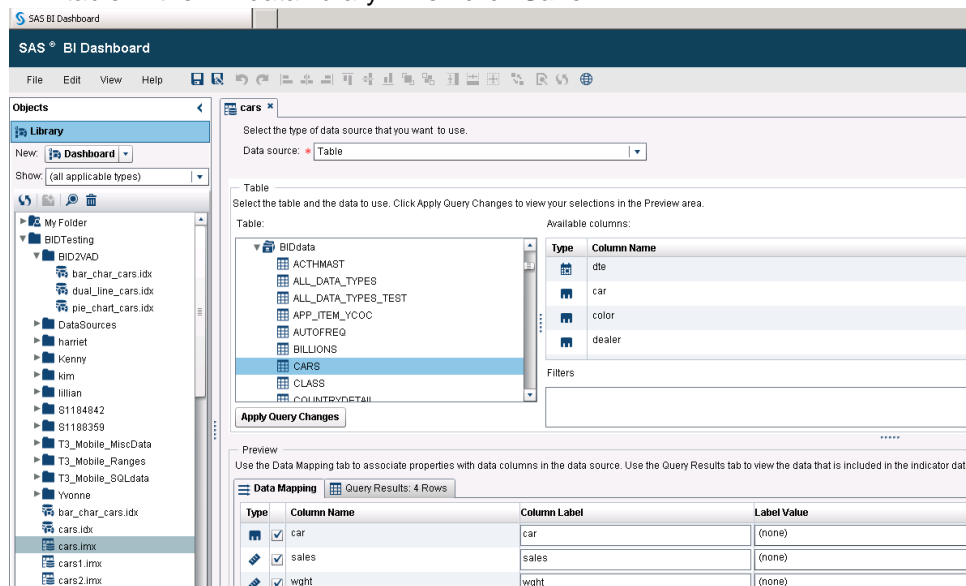 SAS BI Dashboard
SAS ® BI Dashboard
File Edit View Help
Objects
Library
New: Dashboard
Show: (all applicable types)
My Folder
BIDTesting
BID2VAD
bar_char_cars.idx
dual_line_cars.idx
pie_chart_cars.idx
DataSources
harriet
Kenny
kim
lillian
S1184842
S1188359
T3_Mobile_MiscData
T3_Mobile_Ranges
T3_Mobile_SQLdata
Yvonne
bar_char_cars.idx
cars.idx
cars.imx
cars1.imx
cars2.imx
cars ×
Select the type of data source that you want to use.
Data source: * Table
Table
Select the table and the data to use. Click Apply Query Changes to view your selections in the Preview area.
Table:
BIDdata
ACTHMAST
ALL_DATA_TYPES
ALL_DATA_TYPES_TEST
APP_ITEM_YCOC
AUTOFREQ
BILLIONS
CARS
CLASS
COUNTRYDETAIL
Apply Query Changes
Available columns:
Type Column Name
dte
car
color
dealer
Filters
Preview
Use the Data Mapping tab to associate properties with data columns in the data source. Use the Query Results tab to view the data that is included in the indicator dat
Data Mapping Query Results: 4 Rows
Type Column Name Column Label Label Value
car car (none)
sales sales (none)
wght wght (none)